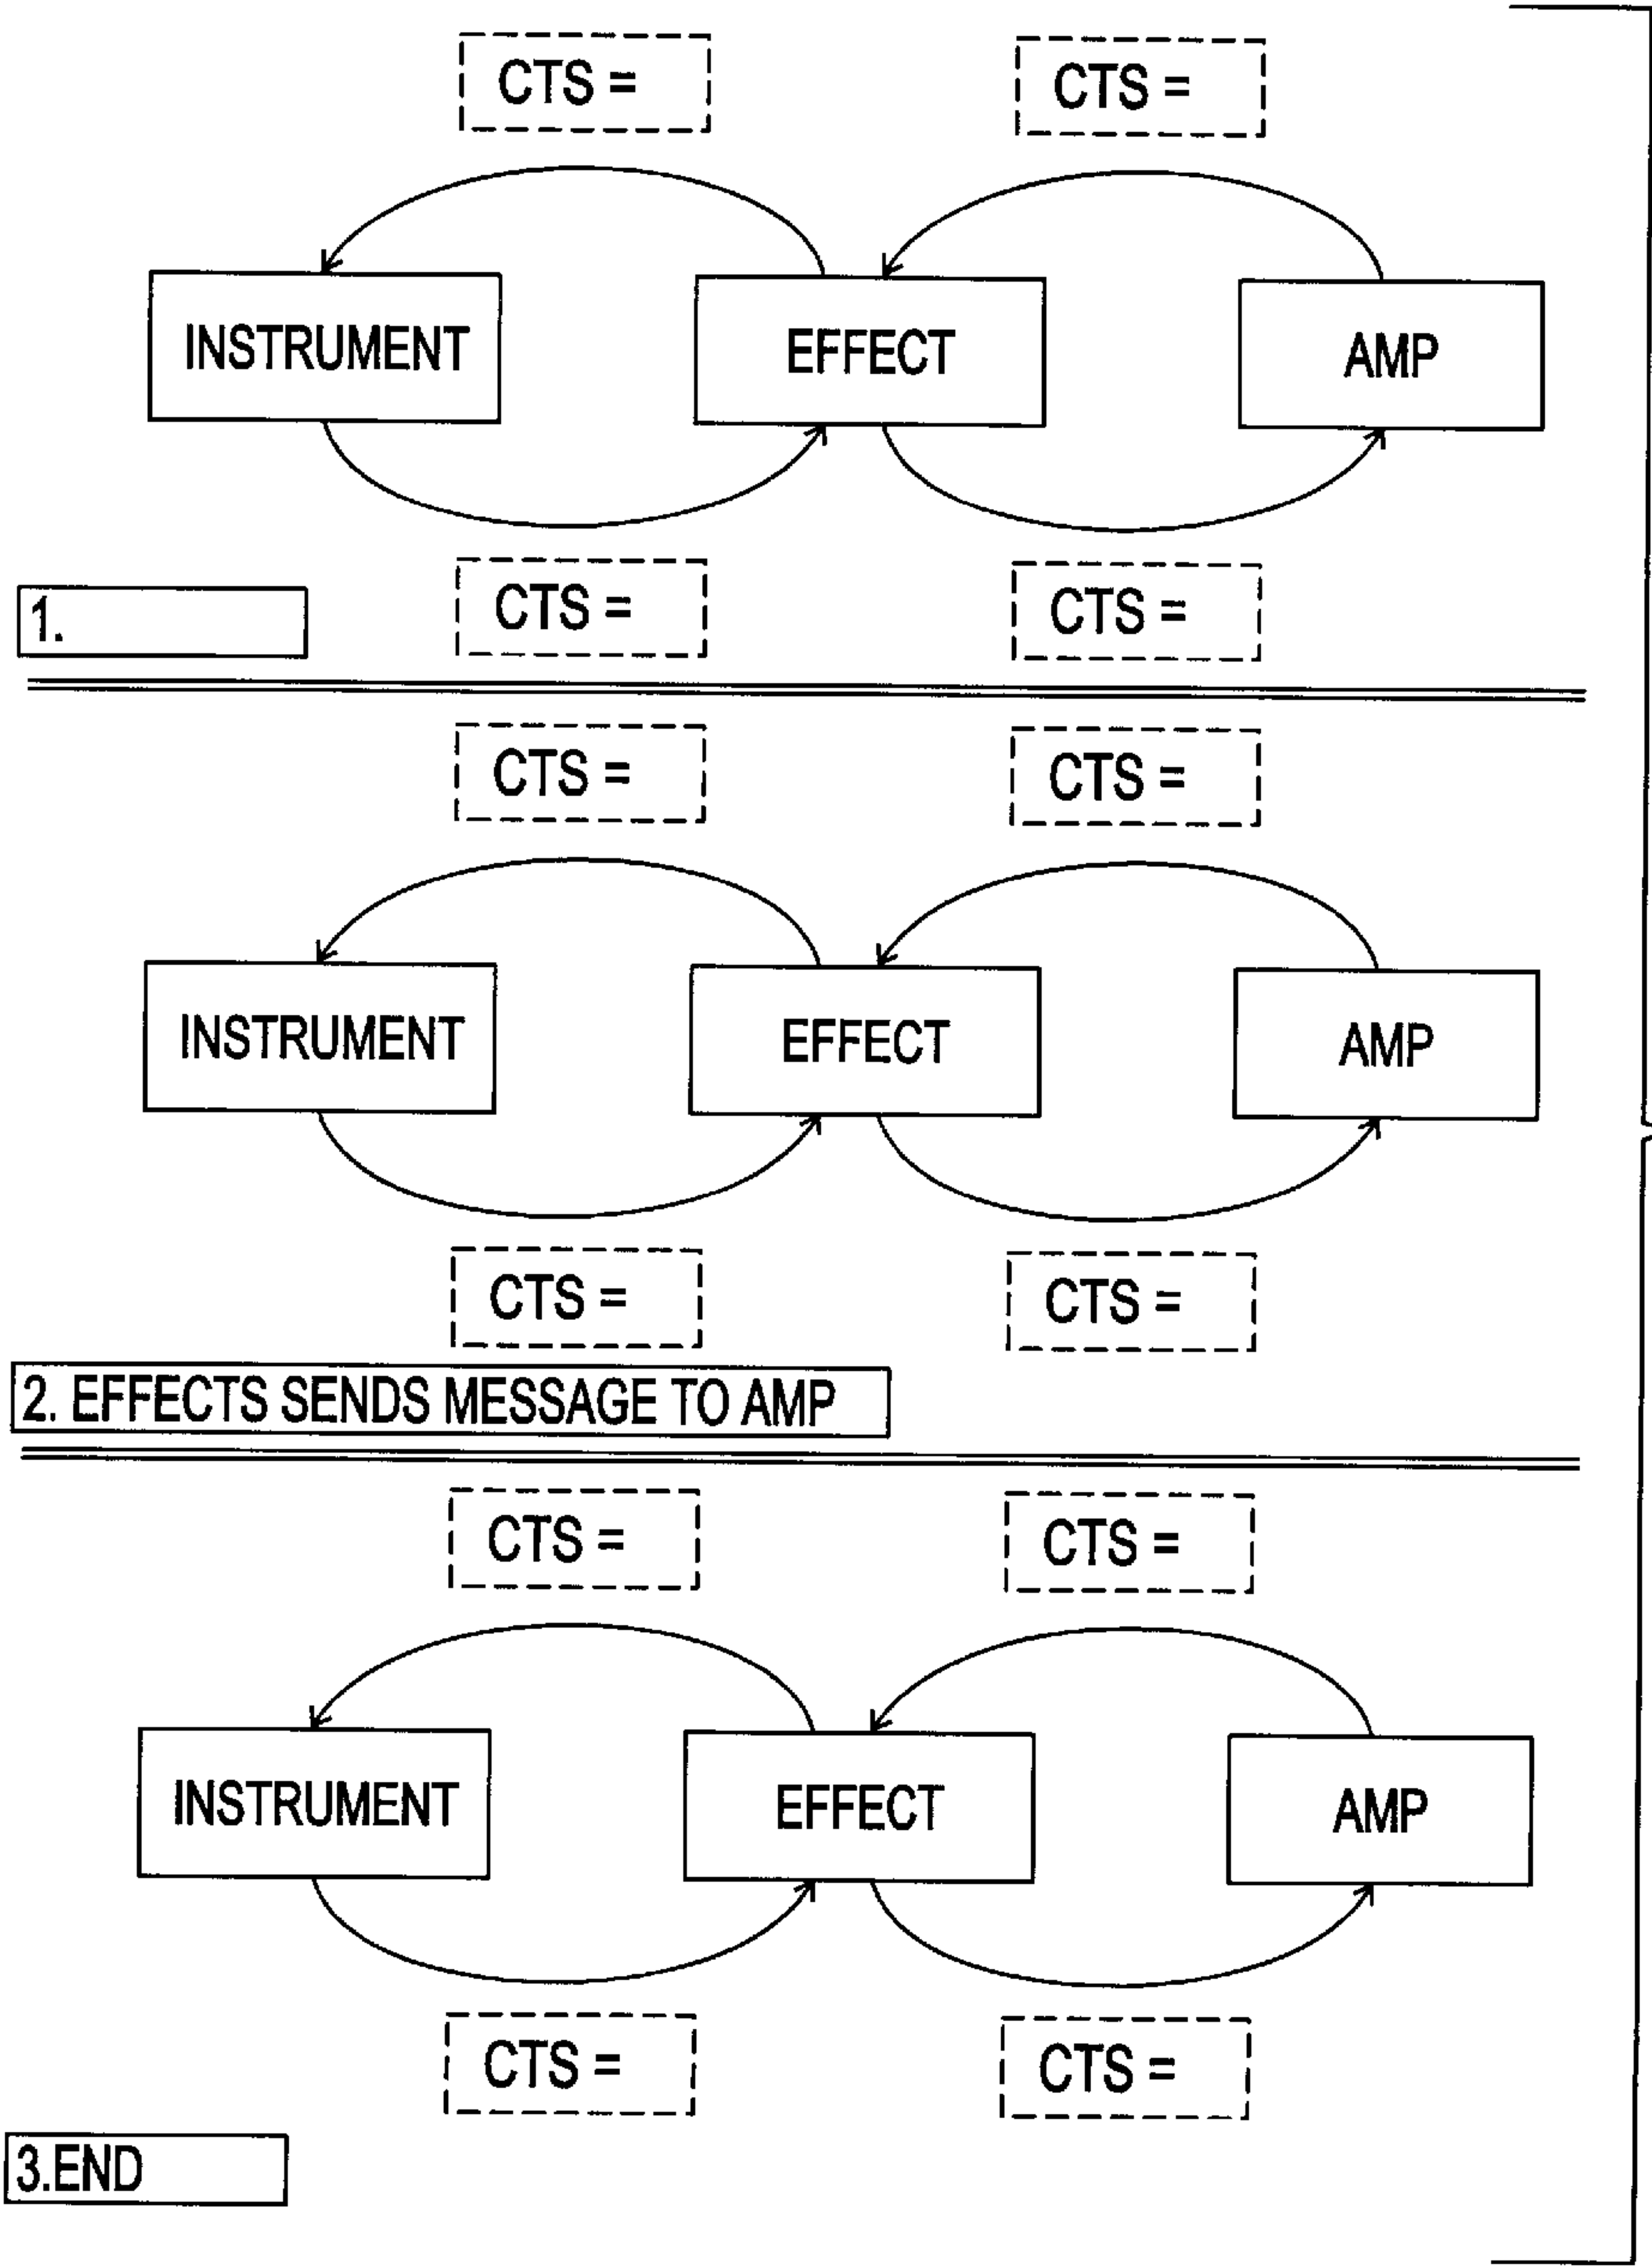 CTS = CTS =
INSTRUMENT EFFECT AMP
CTS = CTS =
1.
CTS = CTS =
INSTRUMENT EFFECT AMP
CTS = CTS =
2. EFFECTS SENDS MESSAGE TO AMP
CTS = CTS =
INSTRUMENT EFFECT AMP
CTS = CTS =
3.END